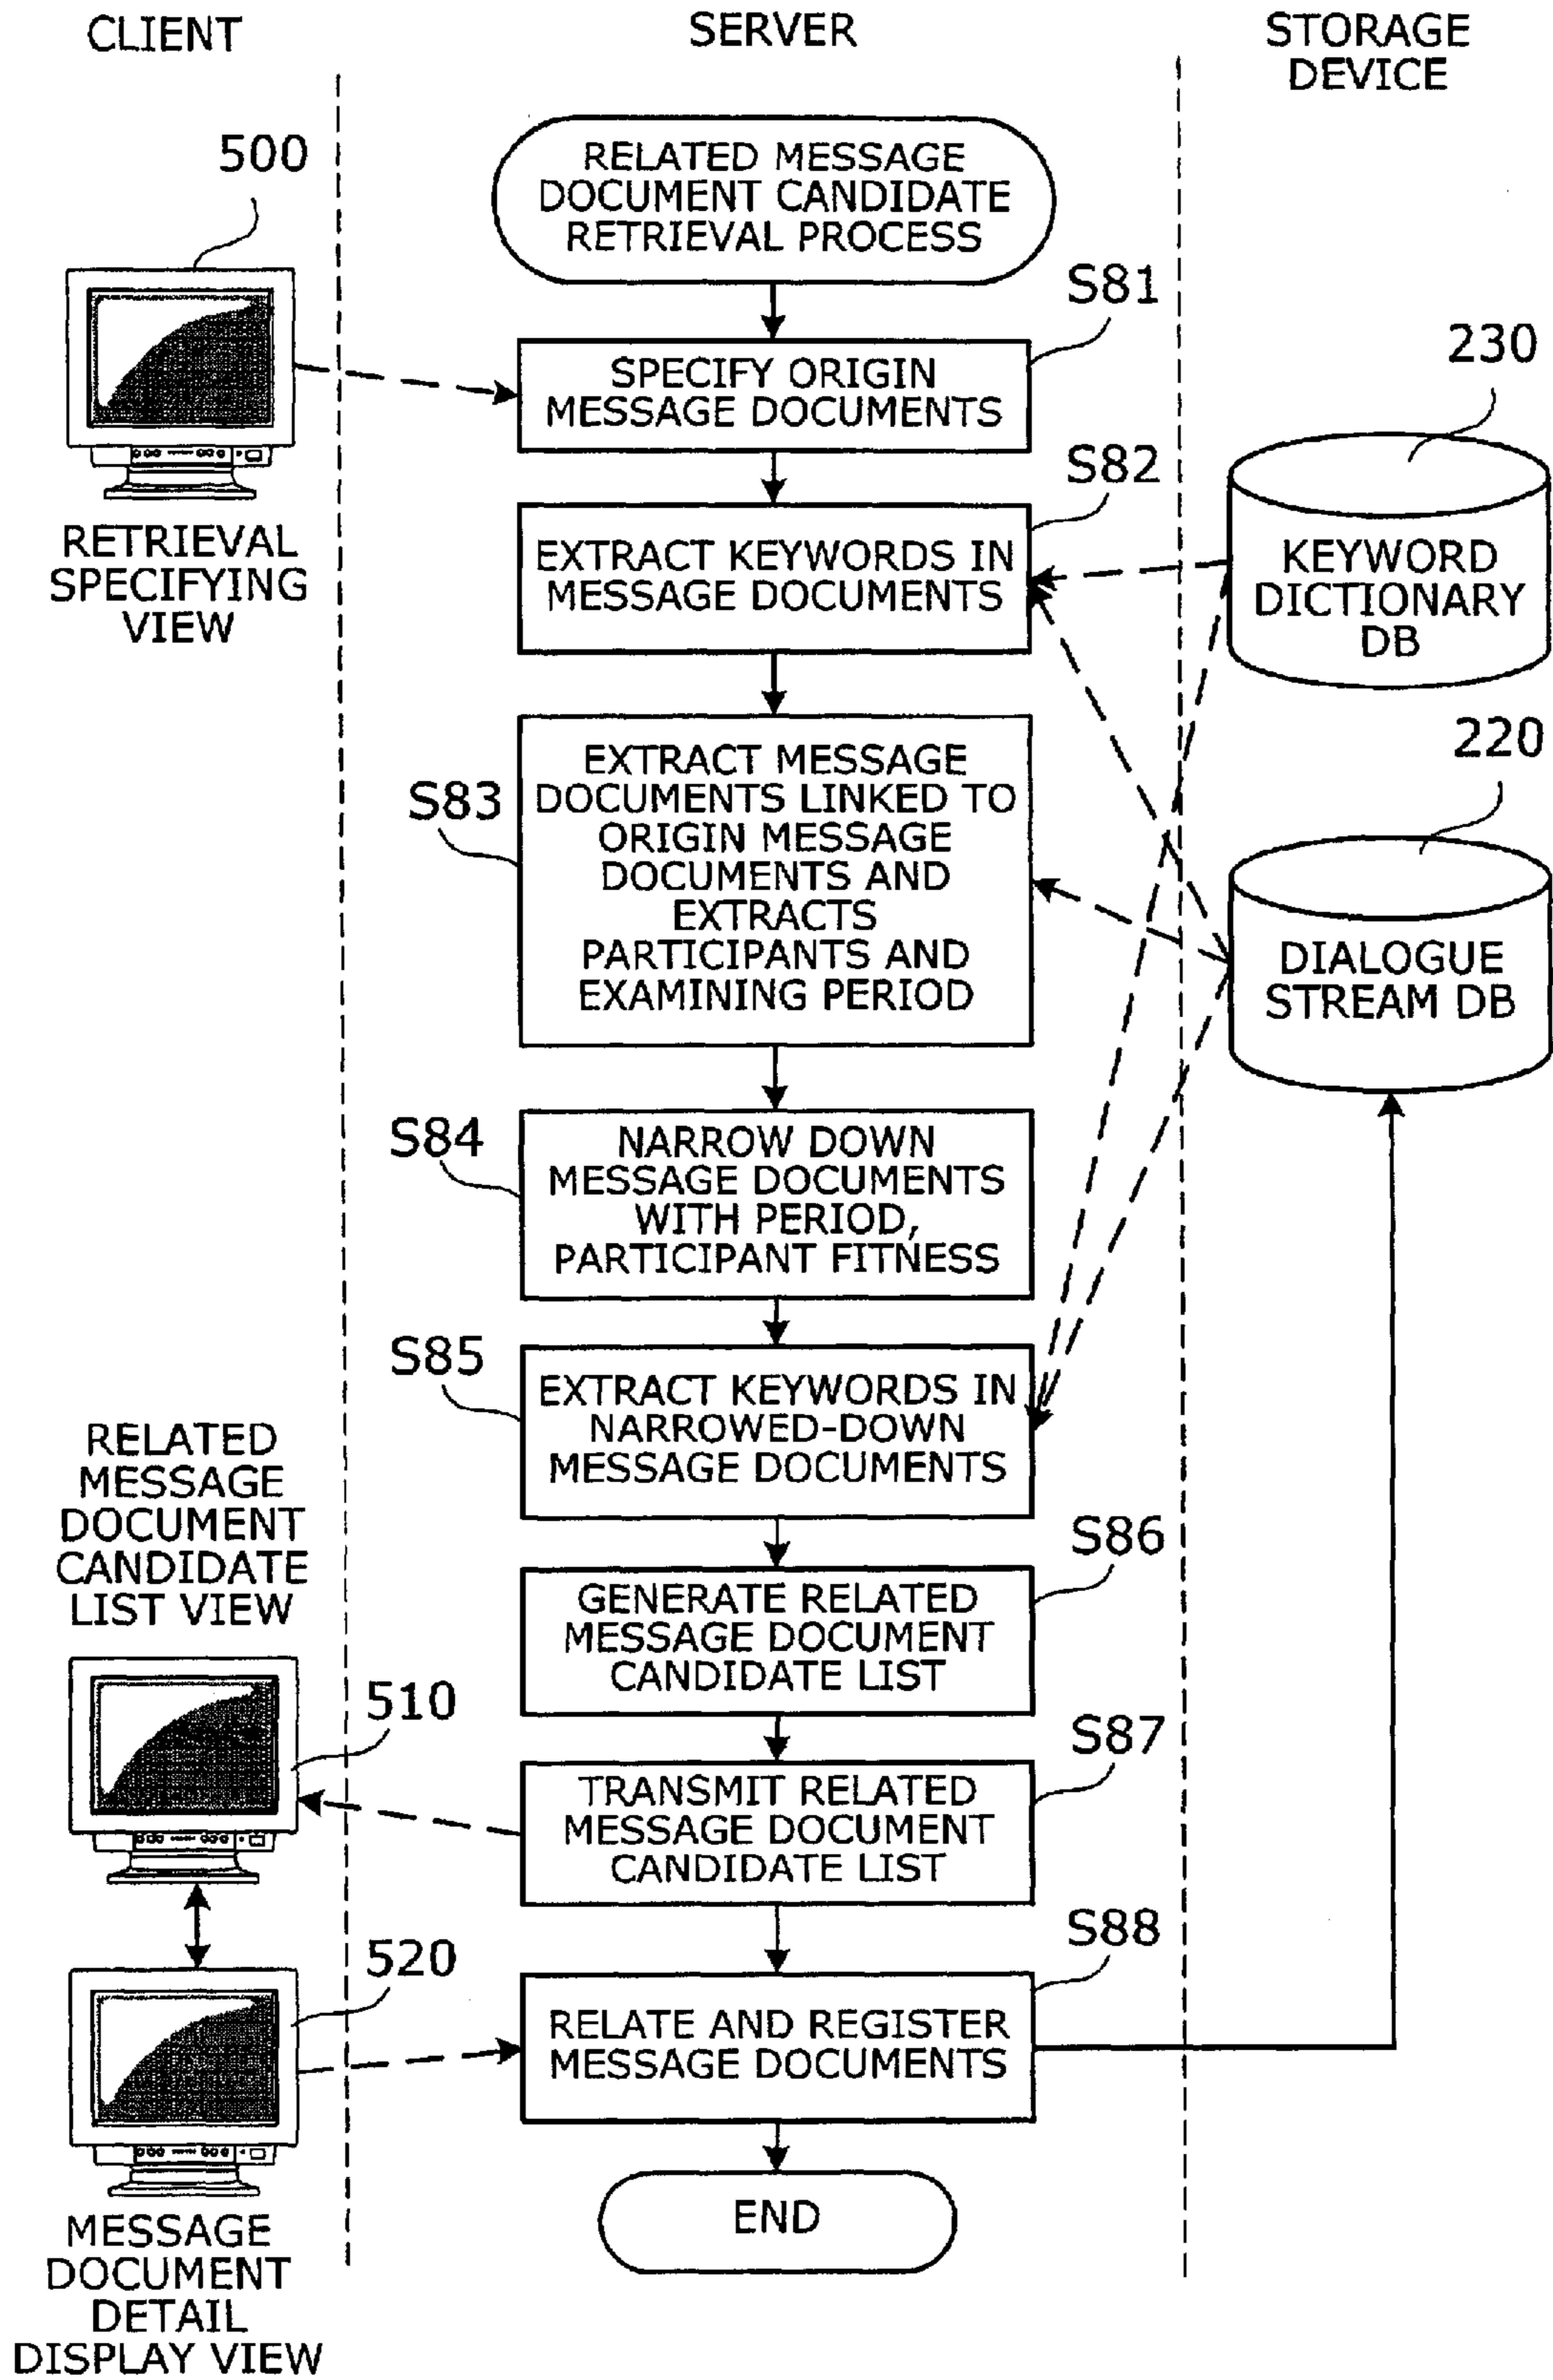 CLIENT
SERVER
STORAGE
DEVICE
500
RELATED MESSAGE
DOCUMENT CANDIDATE
RETRIEVAL PROCESS
S81
SPECIFY ORIGIN
MESSAGE DOCUMENTS
RETRIEVAL
SPECIFYING
VIEW
S82
EXTRACT KEYWORDS IN
MESSAGE DOCUMENTS
230
KEYWORD
DICTIONARY
DB
S83
EXTRACT MESSAGE
DOCUMENTS LINKED TO
ORIGIN MESSAGE
DOCUMENTS AND
EXTRACTS
PARTICIPANTS AND
EXAMINING PERIOD
220
DIALOGUE
STREAM DB
S84
NARROW DOWN
MESSAGE DOCUMENTS
WITH PERIOD,
PARTICIPANT FITNESS
S85
EXTRACT KEYWORDS IN
NARROWED-DOWN
MESSAGE DOCUMENTS
RELATED
MESSAGE
DOCUMENT
CANDIDATE
LIST VIEW
S86
GENERATE RELATED
MESSAGE DOCUMENT
CANDIDATE LIST
510
S87
TRANSMIT RELATED
MESSAGE DOCUMENT
CANDIDATE LIST
520
S88
RELATE AND REGISTER
MESSAGE DOCUMENTS
END
MESSAGE
DOCUMENT
DETAIL
DISPLAY VIEW